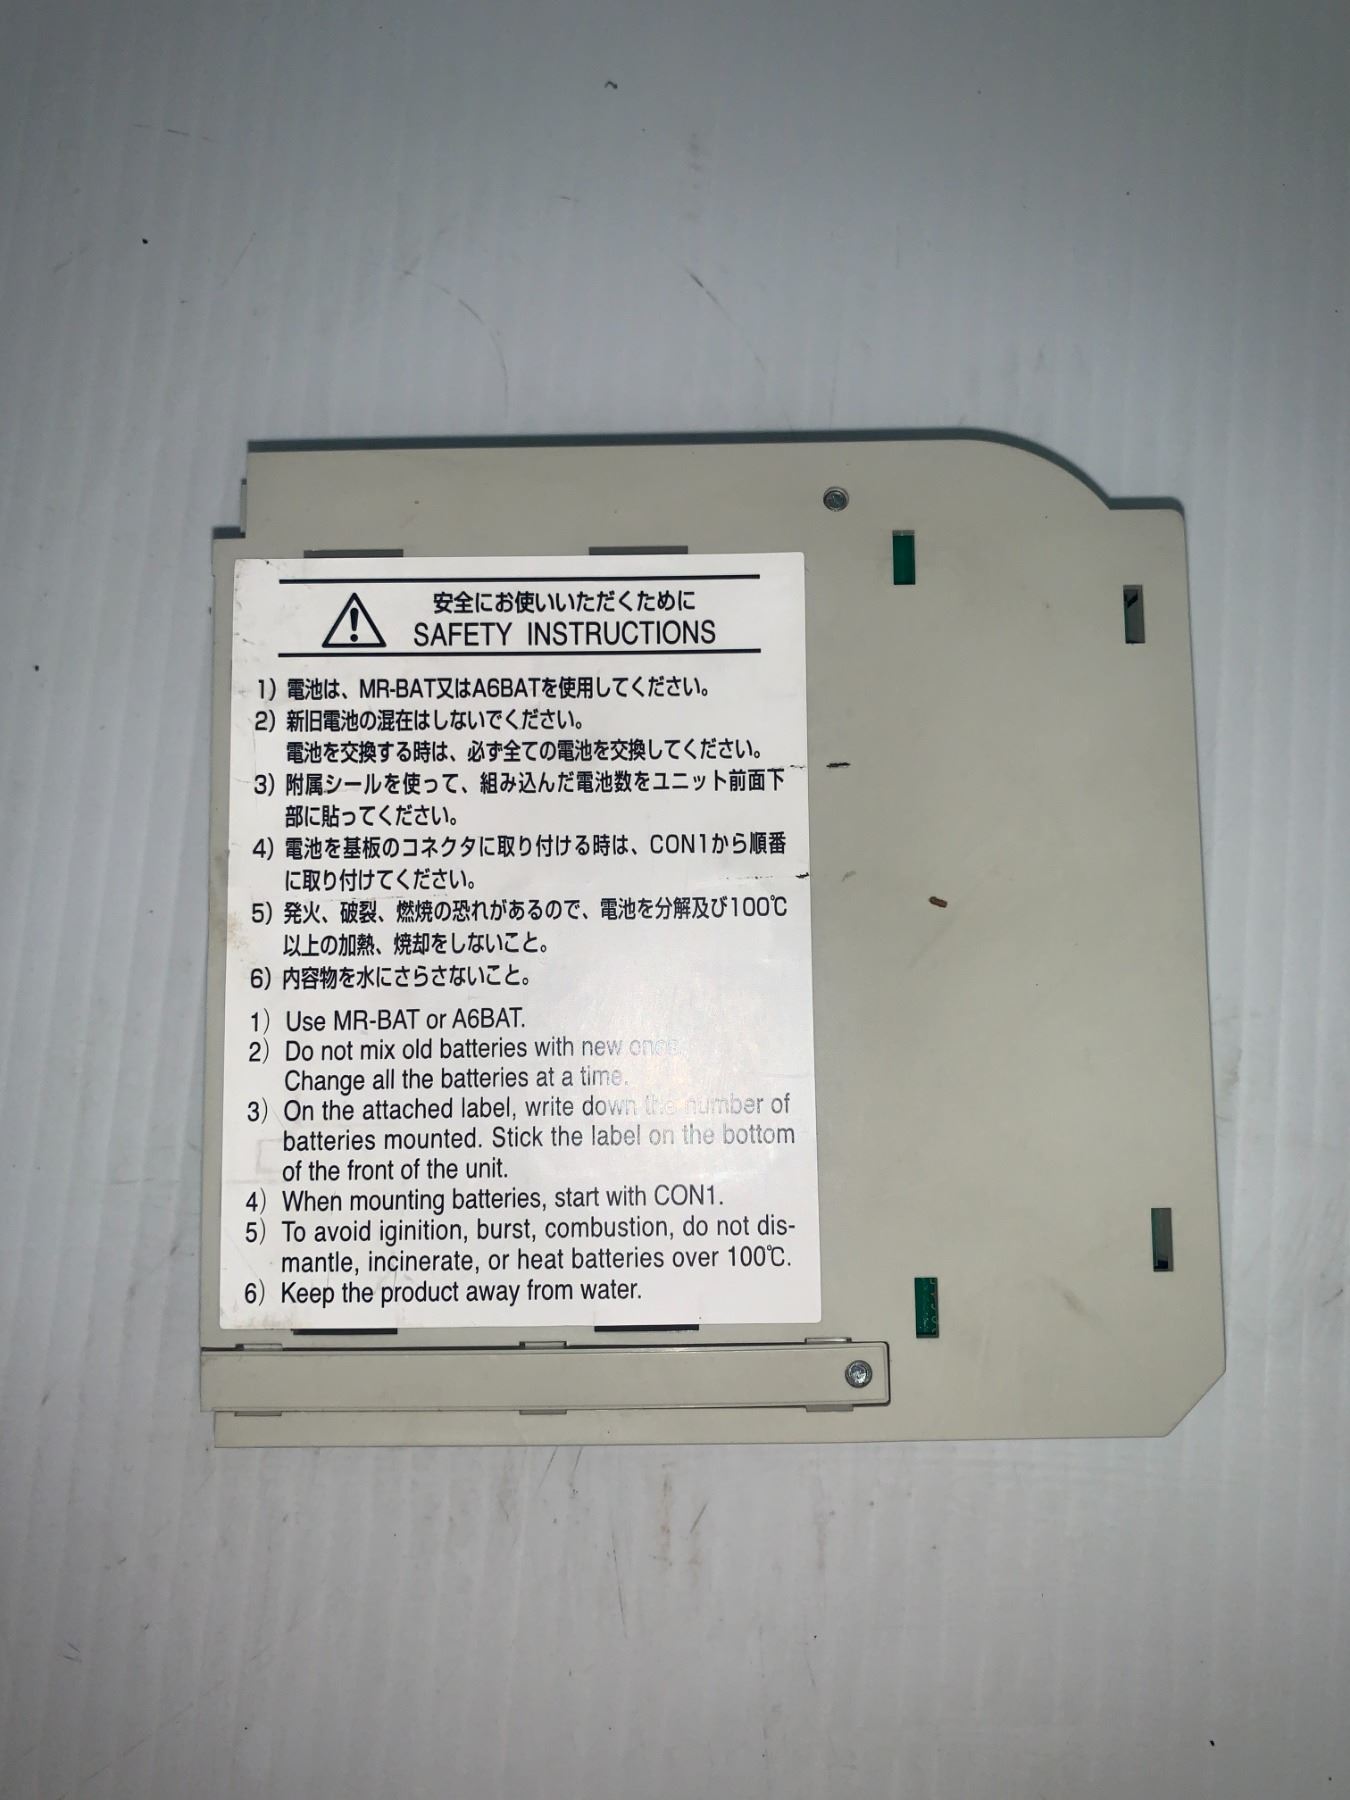 安全にお使いいただくために
SAFETY INSTRUCTIONS
1) 電池は、MR-BAT又はA6BATを使用してください。
2) 新旧電池の混在はしないでください。
電池を交換する時は、必ず全ての電池を交換してください。
3) 附属シールを使って、組み込んだ電池数をユニット前面下
部に貼ってください。
4) 電池を基板のコネクタに取り付ける時は、CON1から順番
に取り付けてください。
5) 発火、破裂、燃焼の恐れがあるので、電池を分解及び100℃
以上の加熱、焼却をしないこと。
6) 内容物を水にさらさないこと。
1) Use MR-BAT or A6BAT.
2) Do not mix old batteries with new ones.
Change all the batteries at a time.
3) On the attached label, write down the number of
batteries mounted. Stick the label on the bottom
of the front of the unit.
4) When mounting batteries, start with CON1.
5) To avoid iginition, burst, combustion, do not dis-
mantle, incinerate, or heat batteries over 100℃.
6) Keep the product away from water.